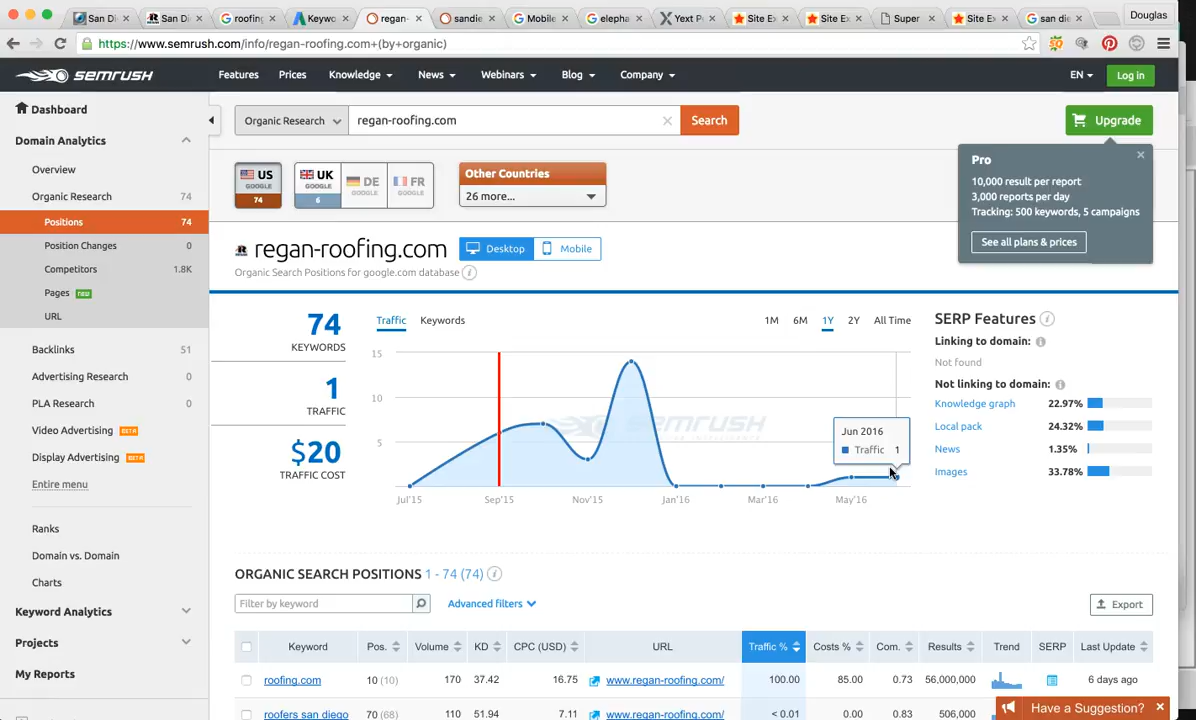 San Di
San Di
roofing
Keywo
regan-
sandie
Mobile
elepha
Yext P
Site Ex
Site Ex
Super
Site Ex
san die
Douglas
https://www.semrush.com/info/regan-roofing.com+(by+organic)
SEMRUSH
Features
Prices
Knowledge
News
Webinars
Blog
Company
EN
Log in
Dashboard
Domain Analytics
Overview
Organic Research 74
Positions 74
Position Changes 0
Competitors 1.8K
Pages new
URL
Backlinks 51
Advertising Research 0
PLA Research 0
Video Advertising BETA
Display Advertising BETA
Entire menu
Ranks
Domain vs. Domain
Charts
Keyword Analytics
Projects
My Reports
Organic Research
regan-roofing.com
Search
Upgrade
Pro
10,000 result per report
3,000 reports per day
Tracking: 500 keywords, 5 campaigns
See all plans & prices
US
GOOGLE
74
UK
GOOGLE
6
DE
GOOGLE
FR
GOOGLE
Other Countries
26 more...
regan-roofing.com
Desktop
Mobile
Organic Search Positions for google.com database
74
KEYWORDS
1
TRAFFIC
$20
TRAFFIC COST
Traffic
Keywords
1M
6M
1Y
2Y
All Time
15
10
5
SEMRUSH
Jun 2016
Traffic 1
Jul'15
Sep'15
Nov'15
Jan'16
Mar'16
May'16
SERP Features
Linking to domain:
Not found
Not linking to domain:
Knowledge graph 22.97%
Local pack 24.32%
News 1.35%
Images 33.78%
ORGANIC SEARCH POSITIONS 1 - 74 (74)
Filter by keyword
Advanced filters
Export
Keyword Pos. Volume KD CPC (USD) URL Traffic % Costs % Com. Results Trend SERP Last Update
roofing.com 10 (10) 170 37.42 16.75 www.regan-roofing.com/ 100.00 85.00 0.73 56,000,000 6 days ago
roofers san diego 70 (68) 110 51.94 7.11 www.regan-roofing.com/ < 0.01 0.00 0.83 506,000
Have a Suggestion?